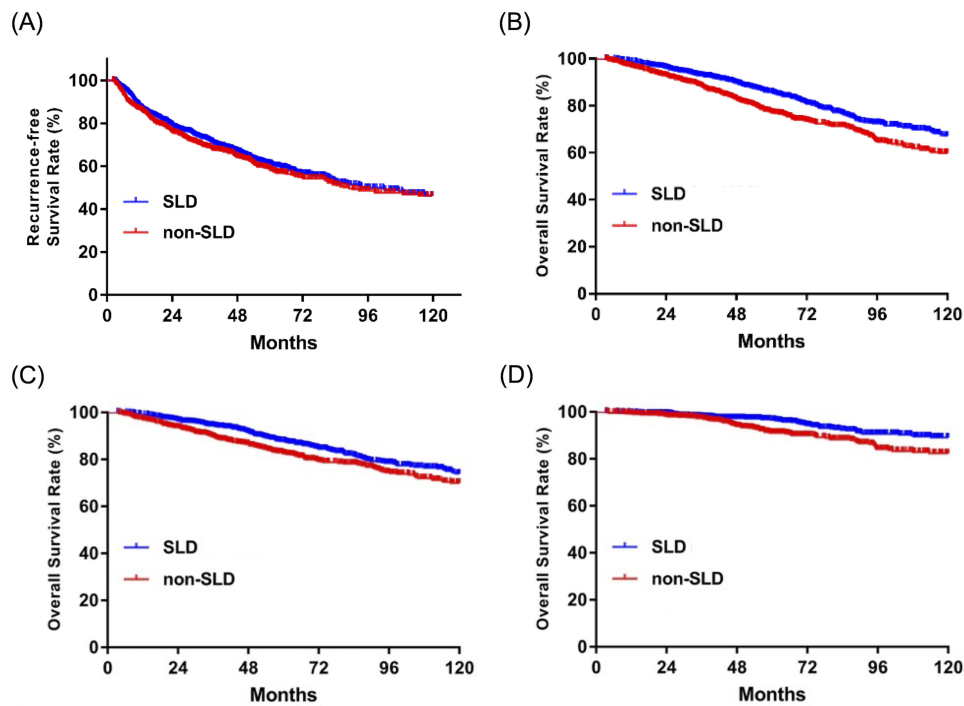 (A)
Recurrence-free
Survival Rate (%)
100
80
60
40
20
0
SLD
non-SLD
0 24 48 72 96 120
Months
(B)
Overall Survival Rate (%)
100
80
60
40
20
0
SLD
non-SLD
0 24 48 72 96 120
Months
(C)
Overall Survival Rate (%)
100
80
60
40
20
0
SLD
non-SLD
0 24 48 72 96 120
Months
(D)
Overall Survival Rate (%)
100
80
60
40
20
0
SLD
non-SLD
0 24 48 72 96 120
Months